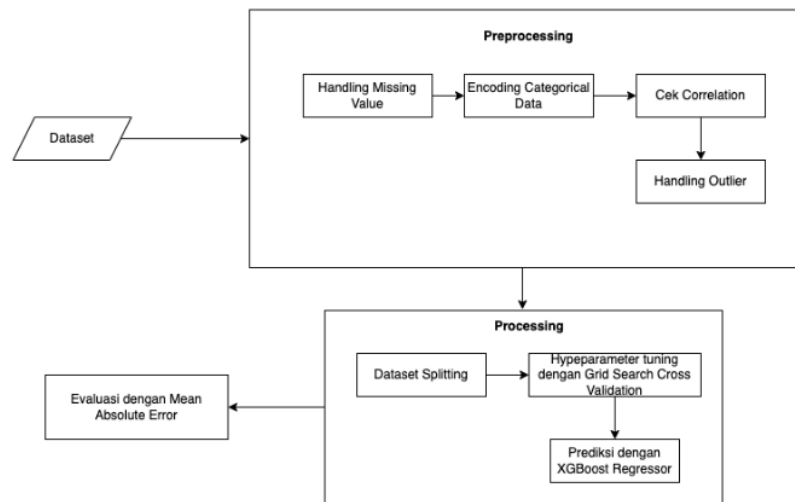 Preprocessing
Handling Missing
Value
Encoding Categorical
Data
Cek Correlation
Dataset
Handling Outlier
Processing
Dataset Splitting
Hypeparameter tuning
dengan Grid Search Cross
Validation
Evaluasi dengan Mean
Absolute Error
Prediksi dengan
XGBoost Regressor